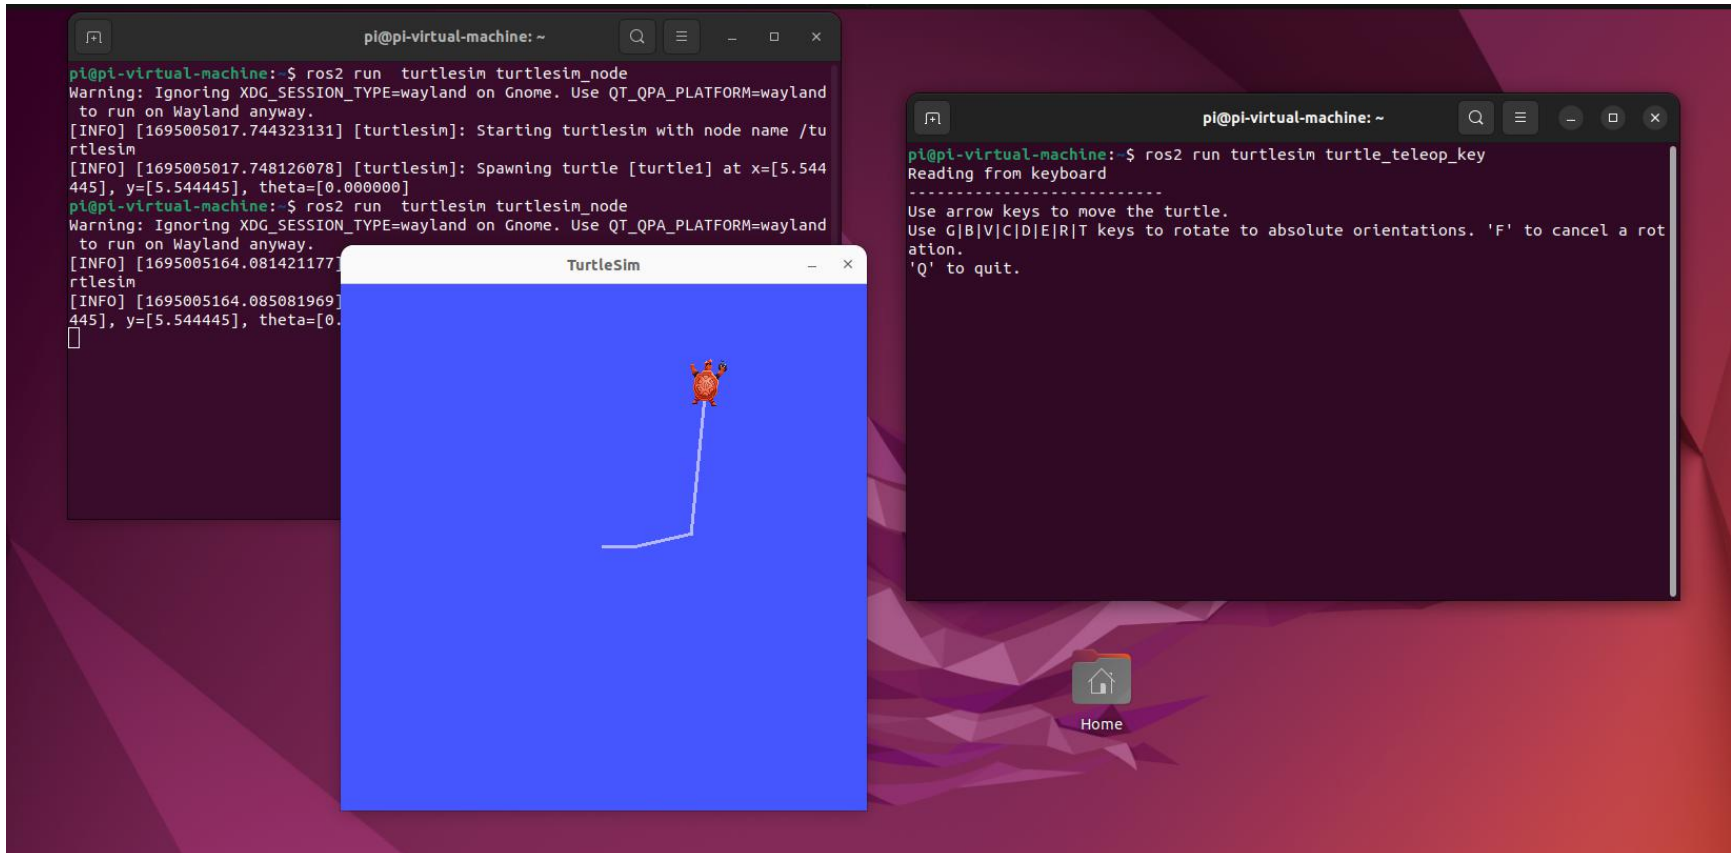 pi@pi-virtual-machine: ~
pi@pi-virtual-machine:~$ ros2 run  turtlesim turtlesim_node
Warning: Ignoring XDG_SESSION_TYPE=wayland on Gnome. Use QT_QPA_PLATFORM=wayland
 to run on Wayland anyway.
[INFO] [1695005017.744323131] [turtlesim]: Starting turtlesim with node name /tu
rtlesim
[INFO] [1695005017.748126078] [turtlesim]: Spawning turtle [turtle1] at x=[5.544
445], y=[5.544445], theta=[0.000000]
pi@pi-virtual-machine:~$ ros2 run  turtlesim turtlesim_node
Warning: Ignoring XDG_SESSION_TYPE=wayland on Gnome. Use QT_QPA_PLATFORM=wayland
 to run on Wayland anyway.
[INFO] [1695005164.081421177]
rtlesim
[INFO] [1695005164.085081969]
445], y=[5.544445], theta=[0.
TurtleSim
pi@pi-virtual-machine: ~
pi@pi-virtual-machine:~$ ros2 run turtlesim turtle_teleop_key
Reading from keyboard
---------------------------
Use arrow keys to move the turtle.
Use G|B|V|C|D|E|R|T keys to rotate to absolute orientations. 'F' to cancel a rot
ation.
'Q' to quit.
Home